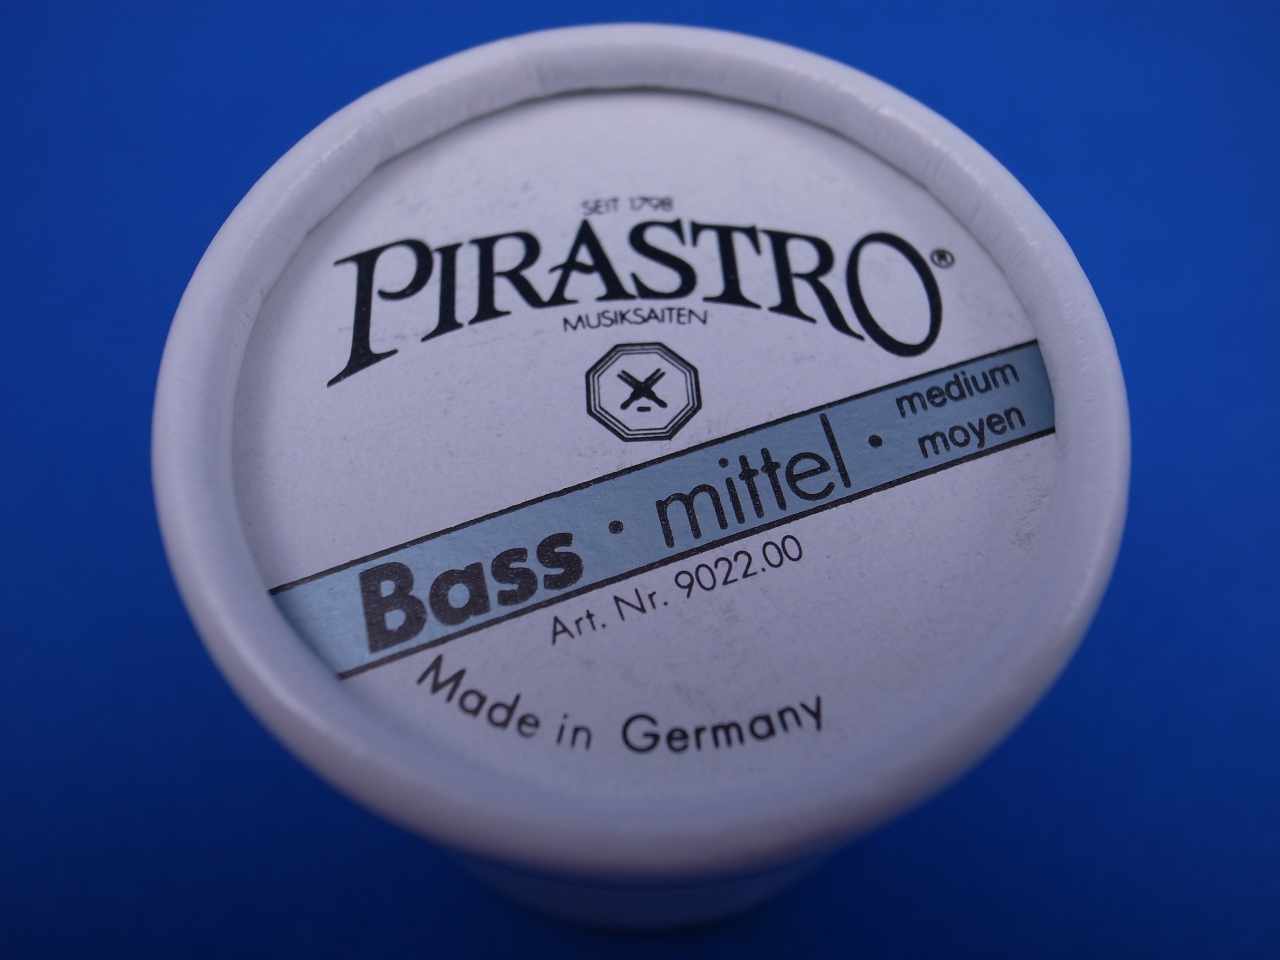 SEIT 1798
PIRASTRO®
MUSIKSAITEN
Bass · mittel · medium
moyen
Art. Nr. 9022.00
Made in Germany